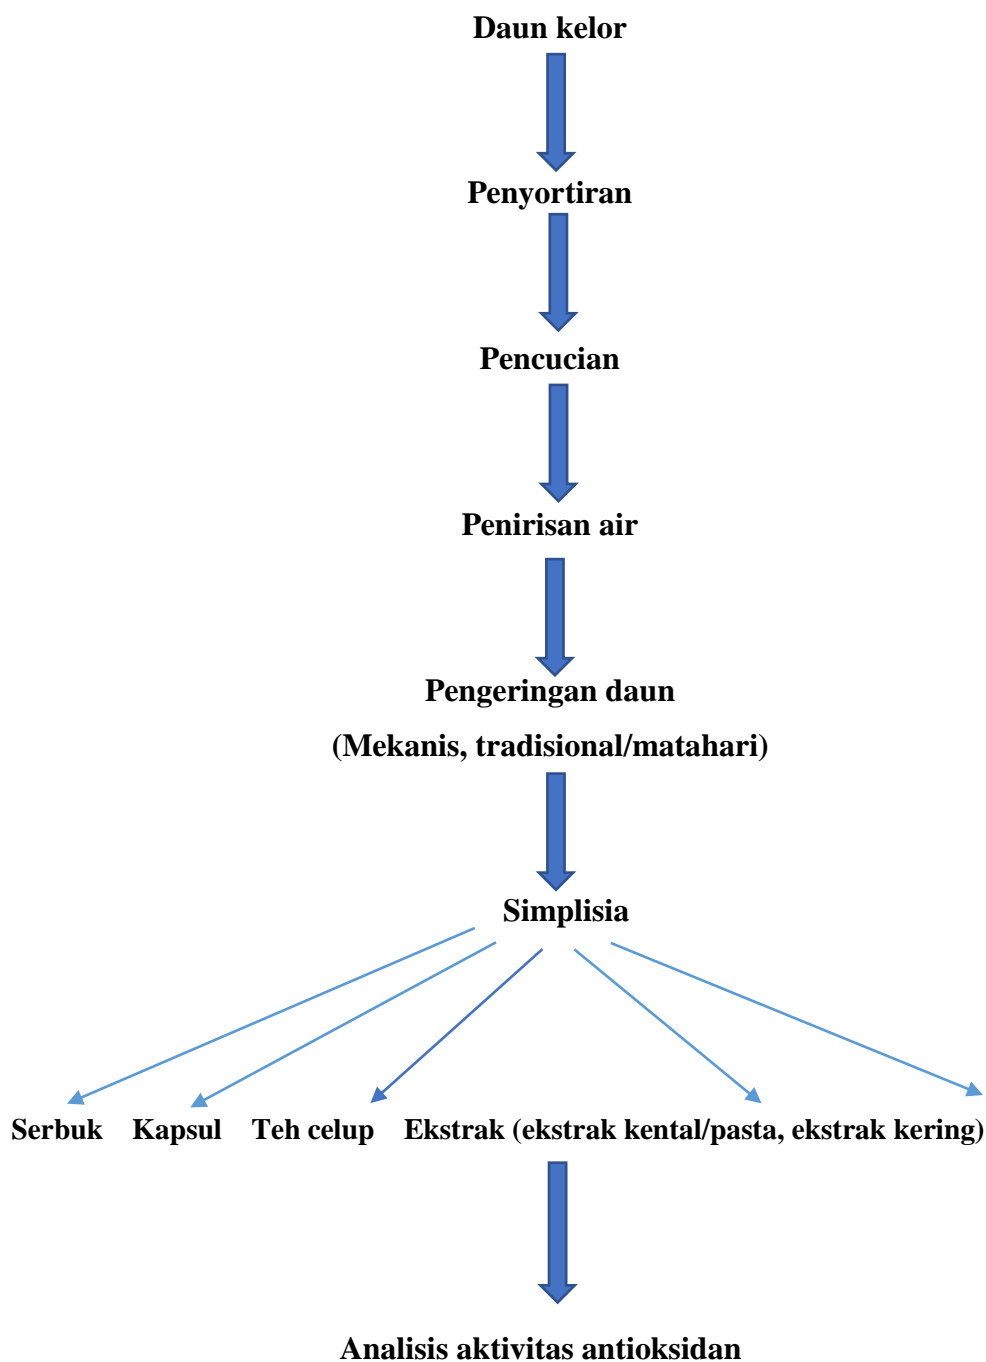 Daun kelor
Penyortiran
Pencucian
Penirisan air
Pengeringan daun
(Mekanis, tradisional/matahari)
Simplisia
Serbuk Kapsul Teh celup Ekstrak (ekstrak kental/pasta, ekstrak kering)
Analisis aktivitas antioksidan